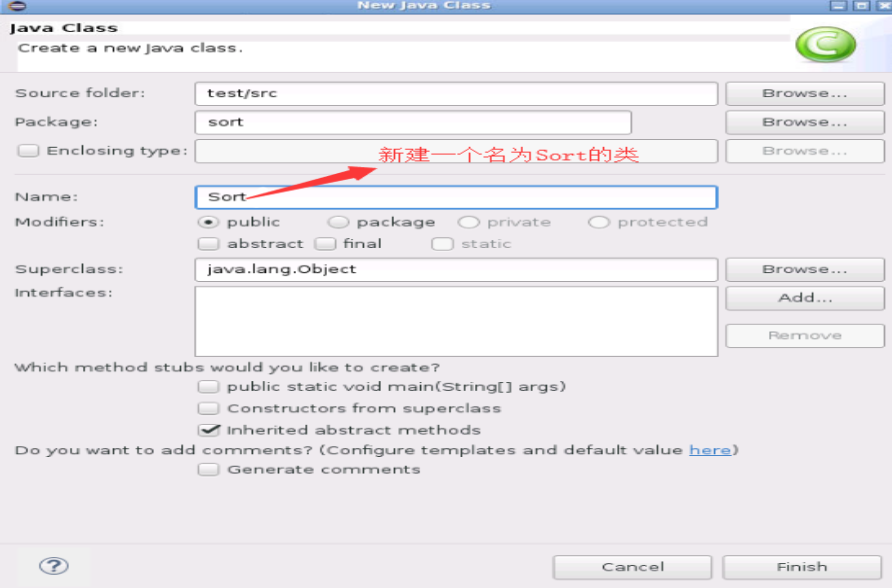 New Java Class
Java Class
Create a new Java class.
Source folder: test/src Browse...
Package: sort Browse...
Enclosing type: Browse...
新建一个名为Sort的类
Name: Sort
Modifiers: public package private protected
abstract final static
Superclass: java.lang.Object Browse...
Interfaces: Add...
Remove
Which method stubs would you like to create?
public static void main(String[] args)
Constructors from superclass
Inherited abstract methods
Do you want to add comments? (Configure templates and default value here)
Generate comments
? Cancel Finish